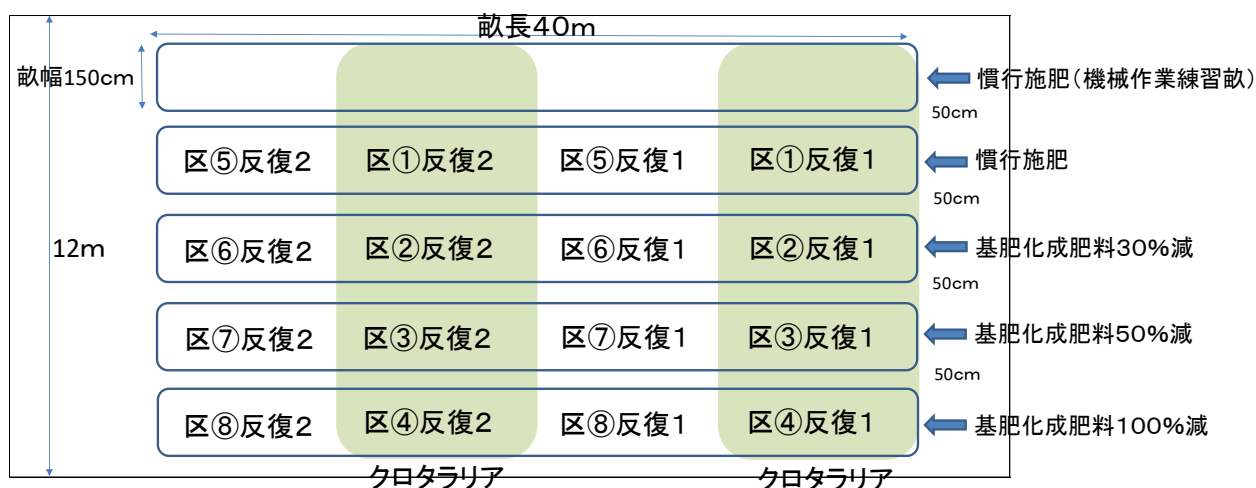 畝長40m
畝幅150cm
慣行施肥(機械作業練習畝)
50cm
区⑤反復2 区①反復2 区⑤反復1 区①反復1 慣行施肥
50cm
12m
区⑥反復2 区②反復2 区⑥反復1 区②反復1 基肥化成肥料30%減
50cm
区⑦反復2 区③反復2 区⑦反復1 区③反復1 基肥化成肥料50%減
50cm
区⑧反復2 区④反復2 区⑧反復1 区④反復1 基肥化成肥料100%減
クロタラリア クロタラリア